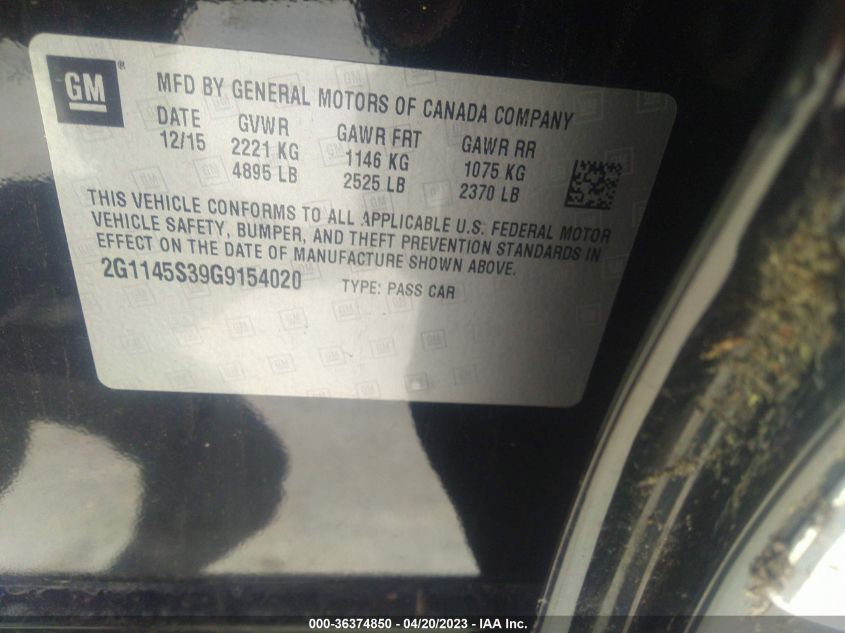 GM ®
MFD BY GENERAL MOTORS OF CANADA COMPANY
DATE GVWR GAWR FRT GAWR RR
12/15 2221 KG 1146 KG 1075 KG
4895 LB 2525 LB 2370 LB
THIS VEHICLE CONFORMS TO ALL APPLICABLE U.S. FEDERAL MOTOR
VEHICLE SAFETY, BUMPER, AND THEFT PREVENTION STANDARDS IN
EFFECT ON THE DATE OF MANUFACTURE SHOWN ABOVE.
2G1145S39G9154020 TYPE: PASS CAR
000-36374850 - 04/20/2023 - IAA Inc.